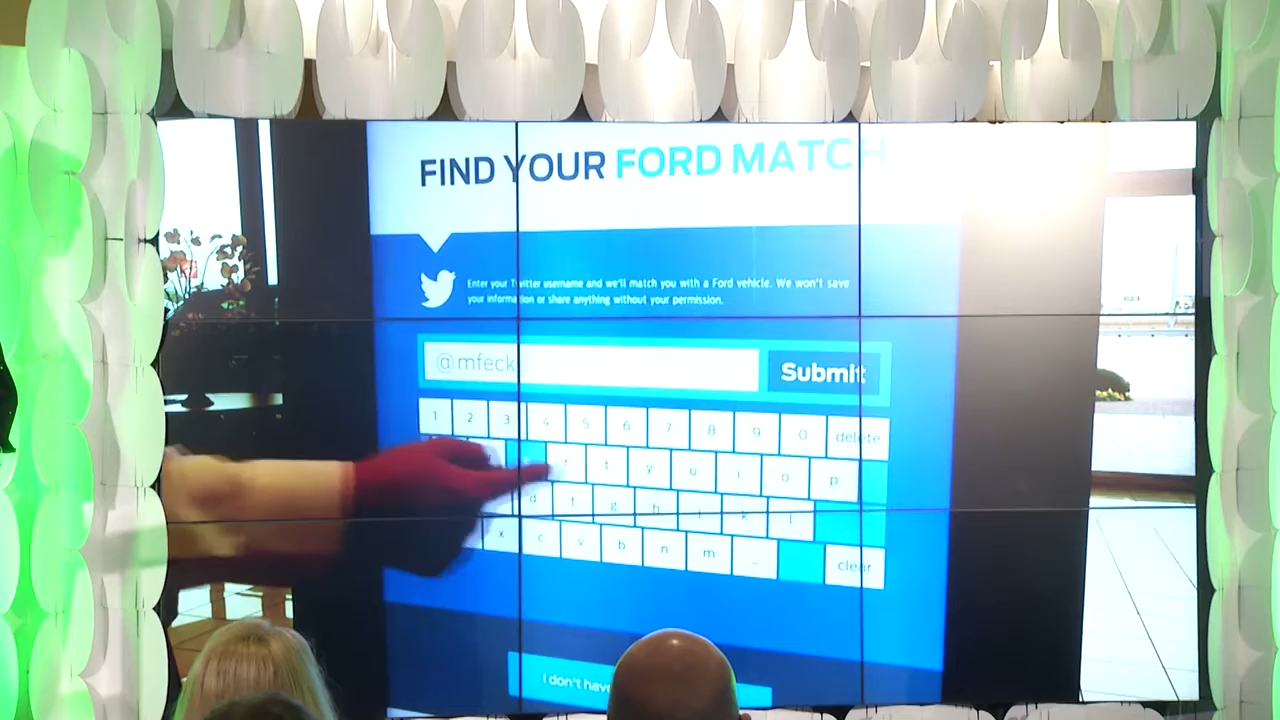 FIND YOUR FORD MATCH
Enter your Twitter username and we'll match you with a Ford vehicle. We won't save
your information or share anything without your permission.
@mfeck
Submit
1 2 3 4 5 6 7 8 9 0 delete
r t y u i o p
d f g h j k l
x c v b n m _ clear
I don't have